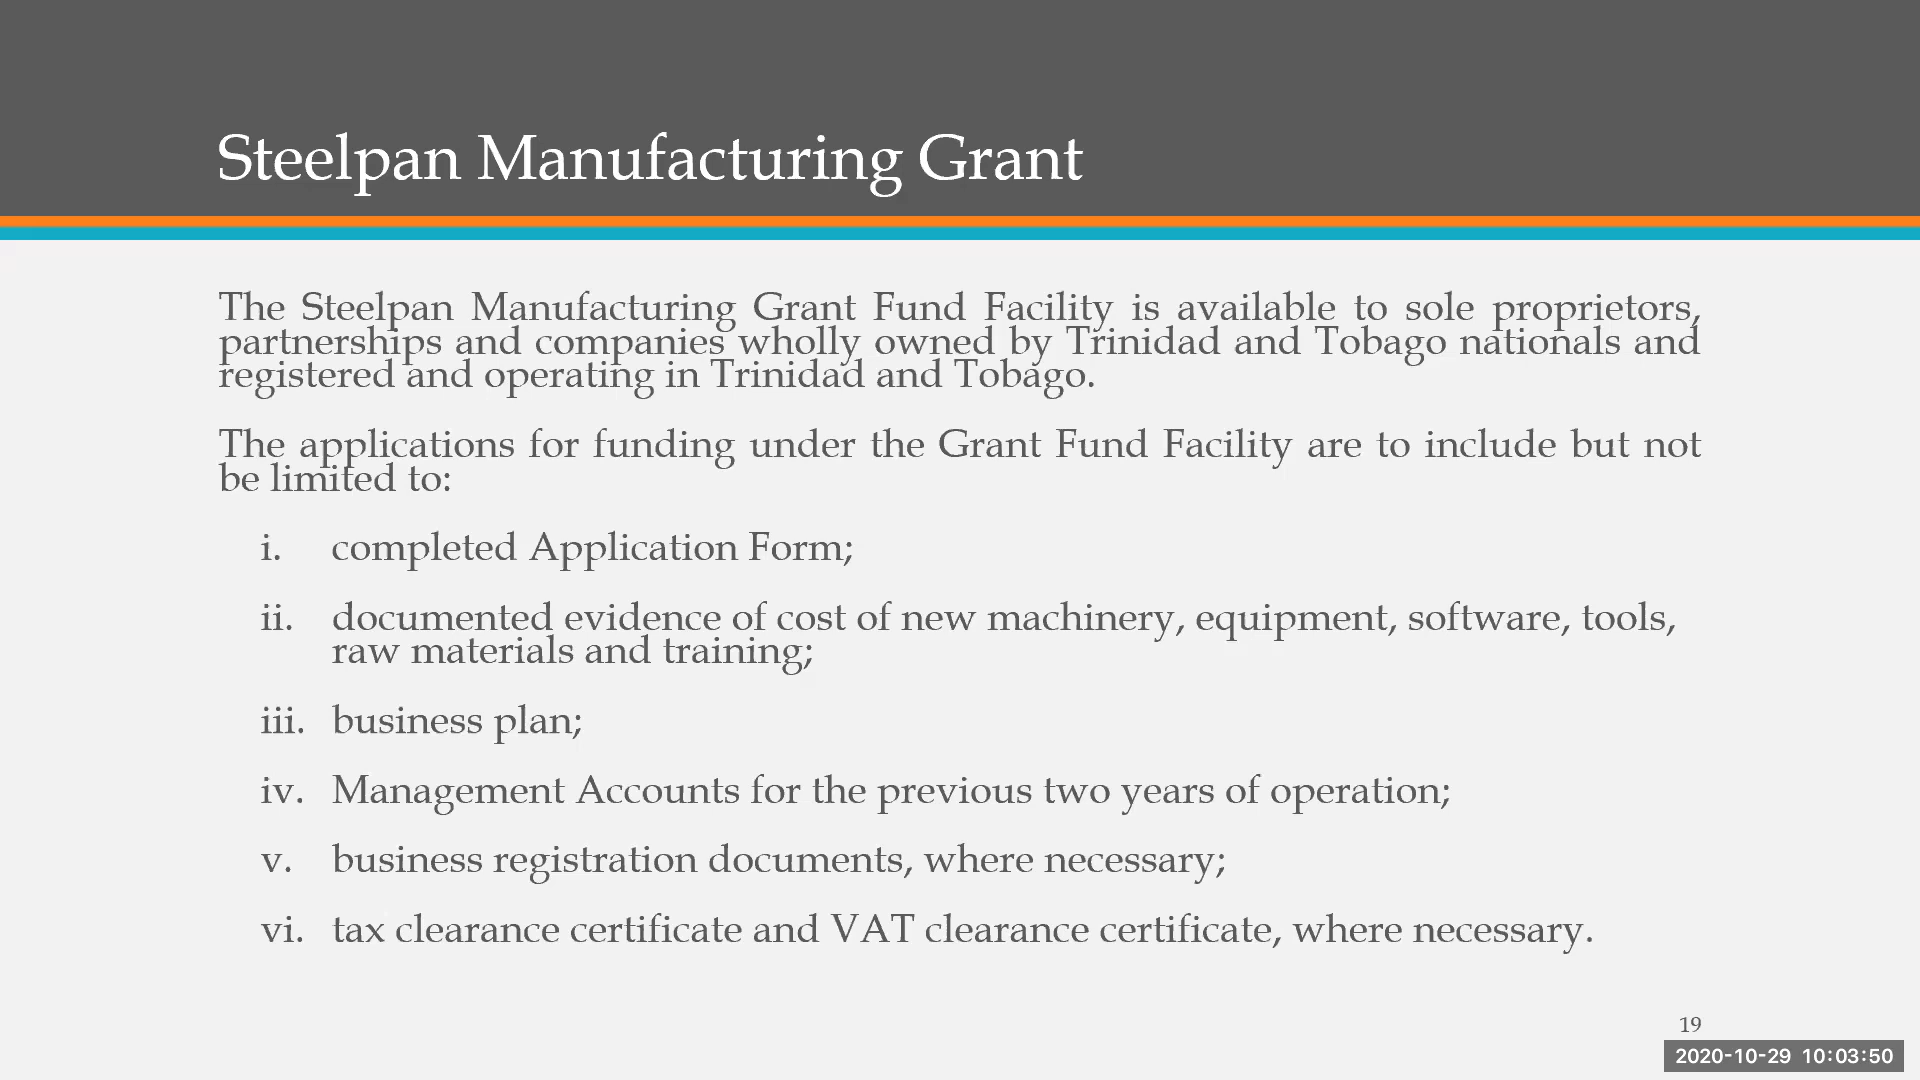 Steelpan Manufacturing Grant
The Steelpan Manufacturing Grant Fund Facility is available to sole proprietors,
partnerships and companies wholly owned by Trinidad and Tobago nationals and
registered and operating in Trinidad and Tobago.
The applications for funding under the Grant Fund Facility are to include but not
be limited to:
i. completed Application Form;
ii. documented evidence of cost of new machinery, equipment, software, tools,
raw materials and training;
iii. business plan;
iv. Management Accounts for the previous two years of operation;
v. business registration documents, where necessary;
vi. tax clearance certificate and VAT clearance certificate, where necessary.
19
2020-10-29 10:03:50